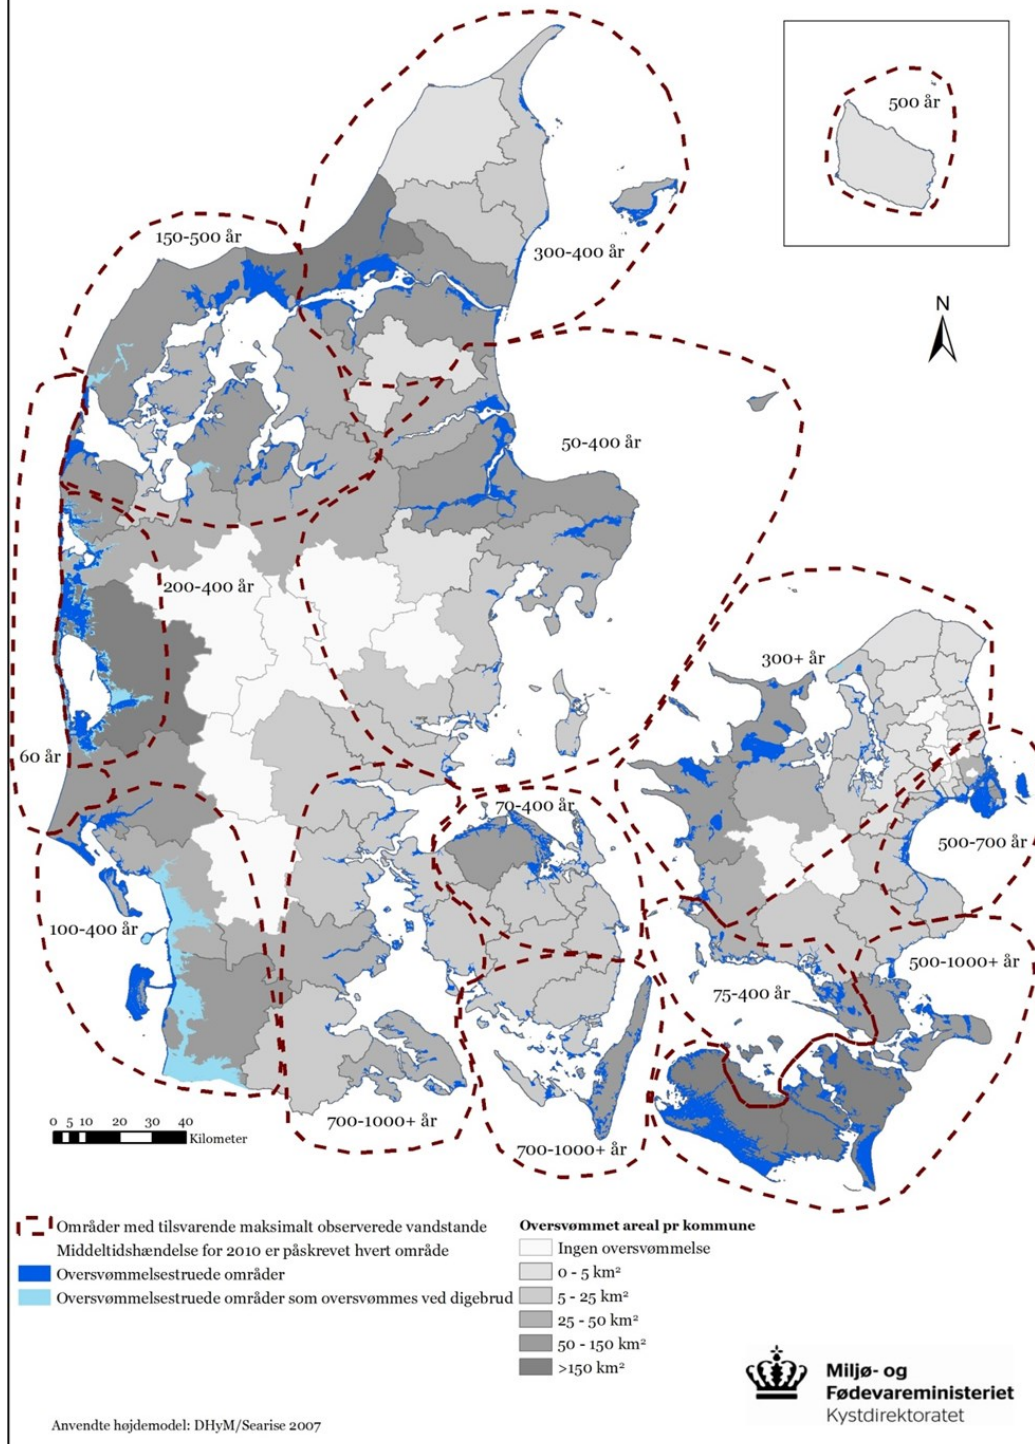 500 år
150-500 år
300-400 år
N
50-400 år
200-400 år
300+ år
60 år
70-400 år
500-700 år
100-400 år
500-1000+ år
75-400 år
700-1000+ år
700-1000+ år
0 5 10 20 30 40
Kilometer
Områder med tilsvarende maksimalt observerede vandstande
Middeltidshændelse for 2010 er påskrevet hvert område
Oversvømmelsestruede områder
Oversvømmelsestruede områder som oversvømmes ved digebrud
Oversvømmet areal pr kommune
Ingen oversvømmelse
0 - 5 km²
5 - 25 km²
25 - 50 km²
50 - 150 km²
>150 km²
Miljø- og
Fødevareministeriet
Kystdirektoratet
Anvendte højdemodel: DHyM/Searise 2007